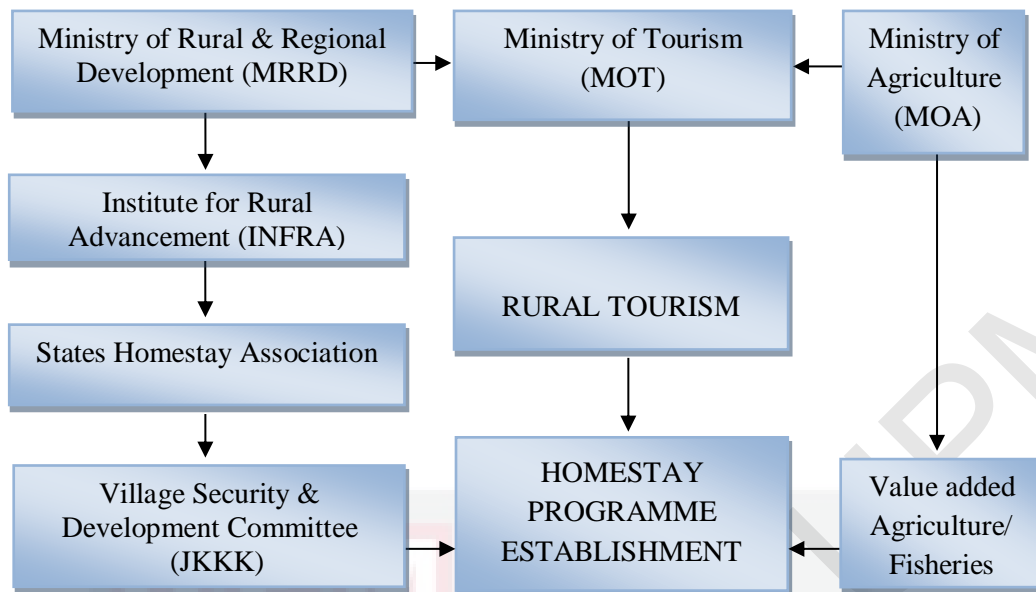 Ministry of Rural & Regional
Development (MRRD)
Ministry of Tourism
(MOT)
Ministry of
Agriculture
(MOA)
Institute for Rural
Advancement (INFRA)
RURAL TOURISM
States Homestay Association
Village Security &
Development Committee
(JKKK)
HOMESTAY
PROGRAMME
ESTABLISHMENT
Value added
Agriculture/
Fisheries
UPM